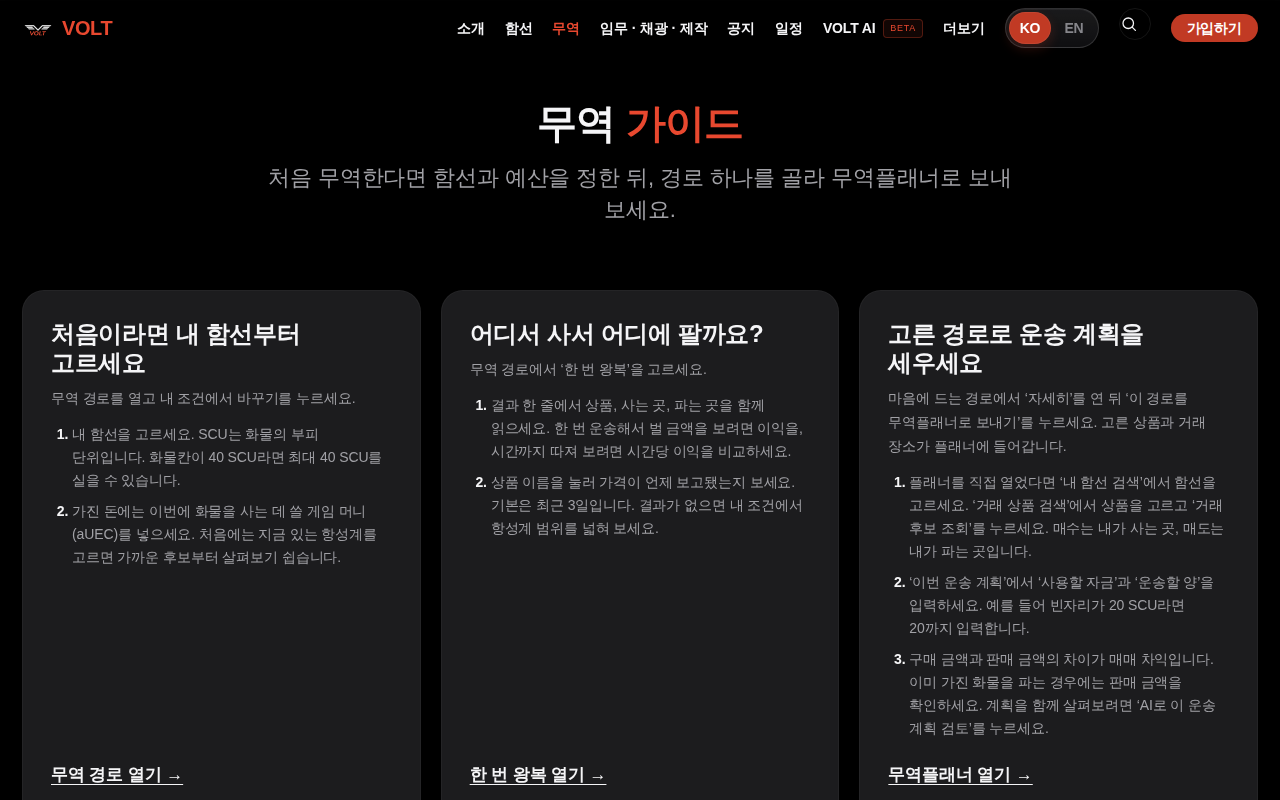 VOLT VOLT 소개 함선 무역 임무 · 채광 · 제작 공지 일정 VOLT AI BETA 더보기 KO EN 가입하기
무역 가이드
처음 무역한다면 함선과 예산을 정한 뒤, 경로 하나를 골라 무역플래너로 보내
보세요.
처음이라면 내 함선부터
고르세요
무역 경로를 열고 내 조건에서 바꾸기를 누르세요.
1. 내 함선을 고르세요. SCU는 화물의 부피
단위입니다. 화물칸이 40 SCU라면 최대 40 SCU를
실을 수 있습니다.
2. 가진 돈에는 이번에 화물을 사는 데 쓸 게임 머니
(aUEC)를 넣으세요. 처음에는 지금 있는 항성계를
고르면 가까운 후보부터 살펴보기 쉽습니다.
무역 경로 열기 →
어디서 사서 어디에 팔까요?
무역 경로에서 ‘한 번 왕복’을 고르세요.
1. 결과 한 줄에서 상품, 사는 곳, 파는 곳을 함께
읽으세요. 한 번 운송해서 벌 금액을 보려면 이익을,
시간까지 따져 보려면 시간당 이익을 비교하세요.
2. 상품 이름을 눌러 가격이 언제 보고됐는지 보세요.
기본은 최근 3일입니다. 결과가 없으면 내 조건에서
항성계 범위를 넓혀 보세요.
한 번 왕복 열기 →
고른 경로로 운송 계획을
세우세요
마음에 드는 경로에서 ‘자세히’를 연 뒤 ‘이 경로를
무역플래너로 보내기’를 누르세요. 고른 상품과 거래
장소가 플래너에 들어갑니다.
1. 플래너를 직접 열었다면 ‘내 함선 검색’에서 함선을
고르세요. ‘거래 상품 검색’에서 상품을 고르고 ‘거래
후보 조회’를 누르세요. 매수는 내가 사는 곳, 매도는
내가 파는 곳입니다.
2. ‘이번 운송 계획’에서 ‘사용할 자금’과 ‘운송할 양’을
입력하세요. 예를 들어 빈자리가 20 SCU라면
20까지 입력합니다.
3. 구매 금액과 판매 금액의 차이가 매매 차익입니다.
이미 가진 화물을 파는 경우에는 판매 금액을
확인하세요. 계획을 함께 살펴보려면 ‘AI로 이 운송
계획 검토’를 누르세요.
무역플래너 열기 →